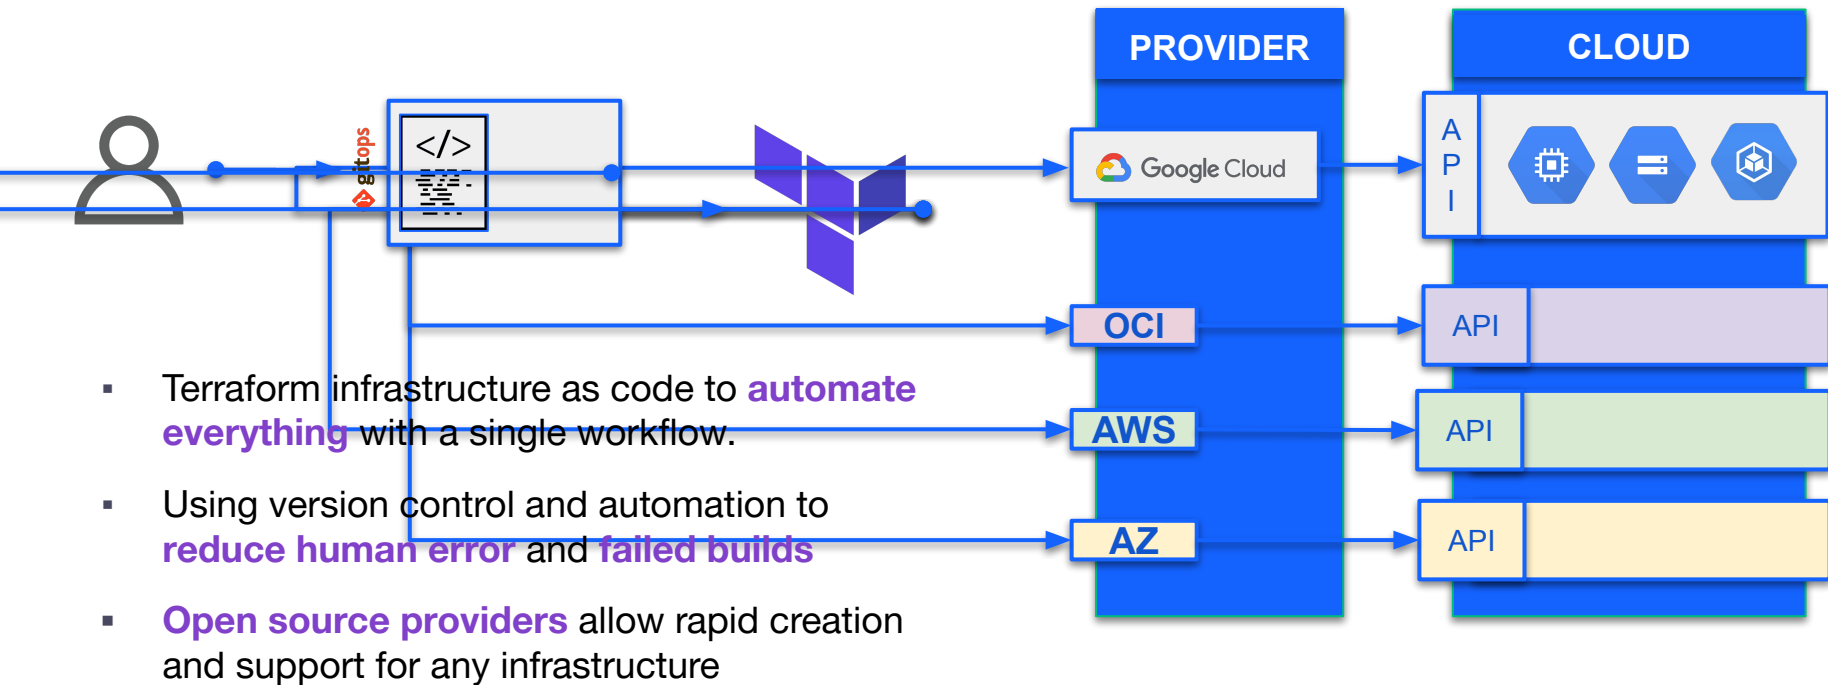 PROVIDER
CLOUD
gitops
</>
Google Cloud
API
OCI
API
AWS
API
AZ
API
▪ Terraform infrastructure as code to automate
everything with a single workflow.
▪ Using version control and automation to
reduce human error and failed builds
▪ Open source providers allow rapid creation
and support for any infrastructure